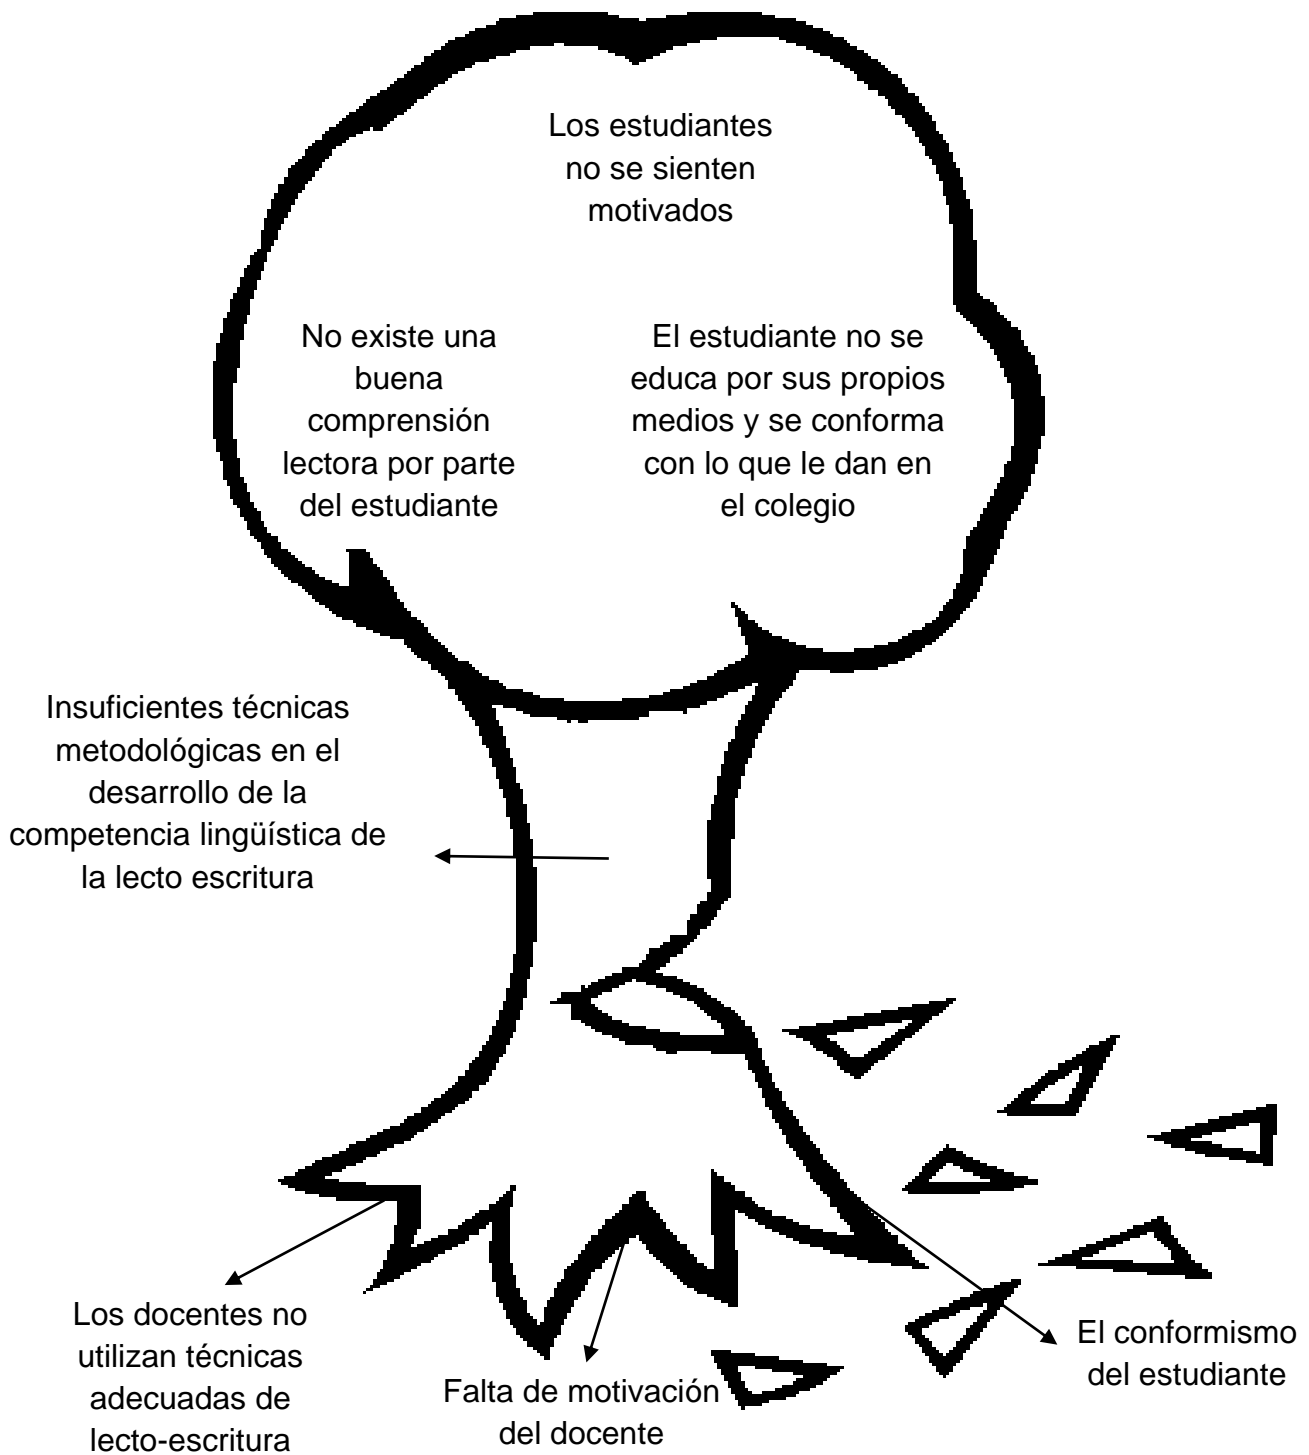 Los estudiantes
no se sienten
motivados
No existe una
buena
comprensión
lectora por parte
del estudiante
El estudiante no se
educa por sus propios
medios y se conforma
con lo que le dan en
el colegio
Insuficientes técnicas
metodológicas en el
desarrollo de la
competencia lingüística de
la lecto escritura
Los docentes no
utilizan técnicas
adecuadas de
lecto-escritura
Falta de motivación
del docente
El conformismo
del estudiante